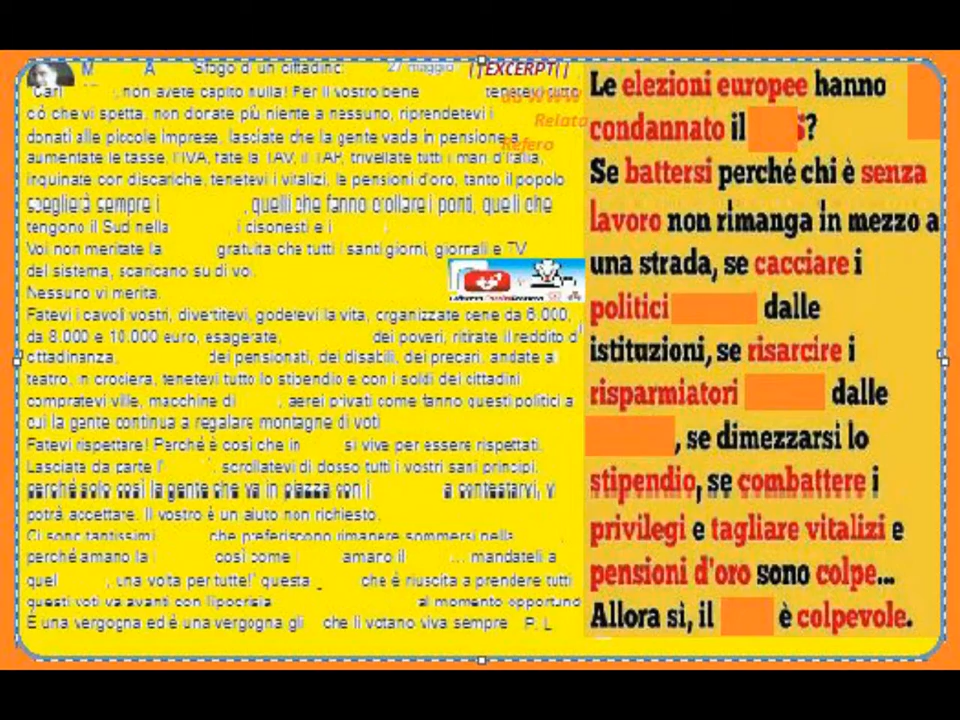 M A Sfogo d'un cittadino. 27 maggio
"Cari , non avete capito nulla! Per il vostro bene tenetevi tutto
ciò che vi spetta, non donate più niente a nessuno, riprendetevi i
donati alle piccole imprese, lasciate che la gente vada in pensione a
aumentate le tasse, l'IVA, fate la TAV, il TAP, trivellate tutti i mari d'Italia,
inquinate con discariche, tenetevi i vitalizi, le pensioni d'oro, tanto il popolo
sceglierà sempre i , quelli che fanno crollare i ponti, quelli che
tengono il Sud nella i dissesti e i
Voi non meritate la gratuita che tutti i santi giorni, giornali e TV
del sistema, scaricano su di voi.
Nessuno vi merita.
Fatevi i cavoli vostri, divertitevi, godetevi la vita, organizzate cene da 6.000,
da 8.000 e 10.000 euro, esagerate, dei poveri, ritirate il reddito d'
cittadinanza, dei pensionati, dei disabili, dei precari, andate a
teatro, in crociera, tenetevi tutto lo stipendio e con i soldi dei cittadini
compratevi ville, macchine di , aerei privati come fanno questi politici a
cui la gente continua a regalare montagne di voti
Fatevi rispettare! Perché è così che in si vive per essere rispettati.
Lasciate da parte l' , scrollatevi di dosso tutti i vostri sani principi,
perché solo così la gente che va in piazza con i a contestarvi, vi
potrà accettare. Il vostro è un aiuto non richiesto.
Ci sono tantissimi che preferiscono rimanere sommersi nella
perché amano la così come amano il ... mandateli a
quel , una volta per tutte!" questa che è riuscita a prendere tutti
questi voti va avanti con l'ipocrisia al momento opportuno
È una vergogna ed è una vergogna gli che li votano viva sempre P. L
()EXCERPT()
da WWW
Relata
Refero
Le elezioni europee hanno
condannato il S?
Se battersi perché chi è senza
lavoro non rimanga in mezzo a
una strada, se cacciare i
politici dalle
istituzioni, se risarcire i
risparmiatori dalle
, se dimezzarsi lo
stipendio, se combattere i
privilegi e tagliare vitalizi e
pensioni d'oro sono colpe...
Allora sì, il è colpevole.